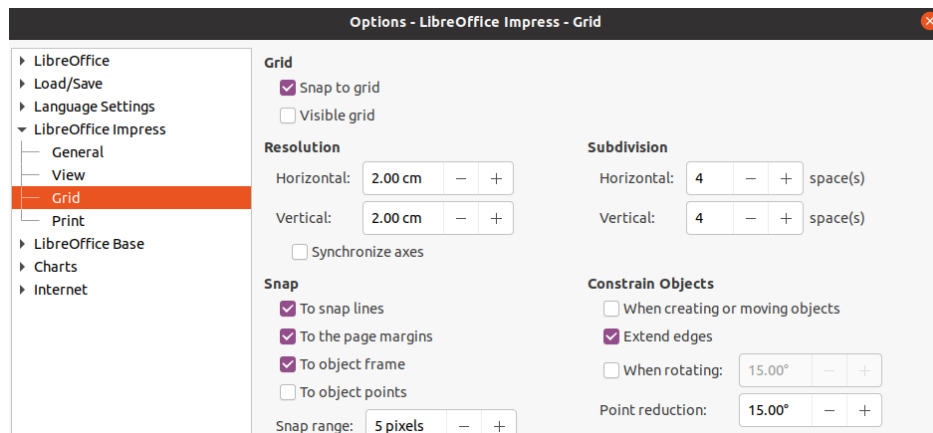 Options - LibreOffice Impress - Grid
LibreOffice
Load/Save
Language Settings
LibreOffice Impress
General
View
Grid
Print
LibreOffice Base
Charts
Internet
Grid
Snap to grid
Visible grid
Resolution
Horizontal: 2.00 cm − +
Vertical: 2.00 cm − +
Synchronize axes
Subdivision
Horizontal: 4 − + space(s)
Vertical: 4 − + space(s)
Snap
To snap lines
To the page margins
To object frame
To object points
Snap range: 5 pixels − +
Constrain Objects
When creating or moving objects
Extend edges
When rotating: 15.00° − +
Point reduction: 15.00° − +